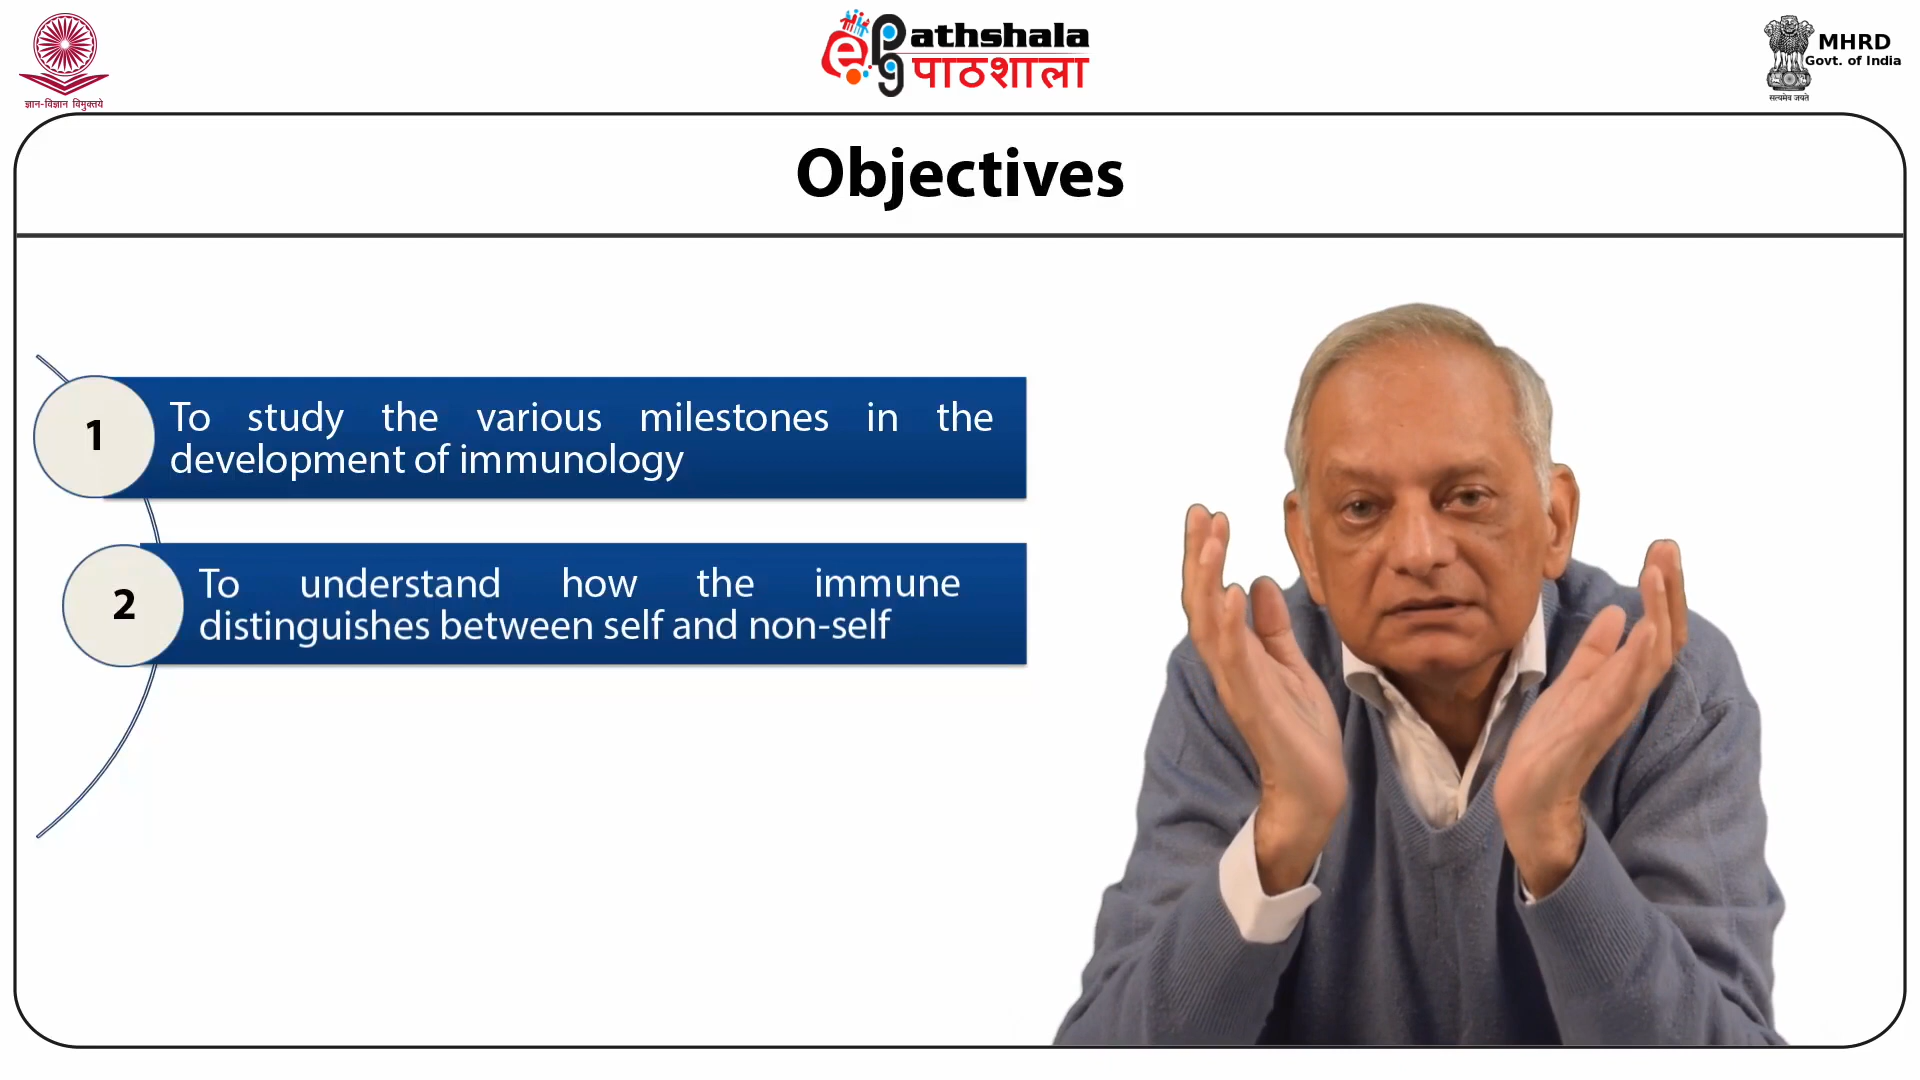 ज्ञान-विज्ञान विमुक्तये
e Pathshala
पाठशाला
MHRD
Govt. of India
सत्यमेव जयते
Objectives
1
To study the various milestones in the
development of immunology
2
To understand how the immune
distinguishes between self and non-self